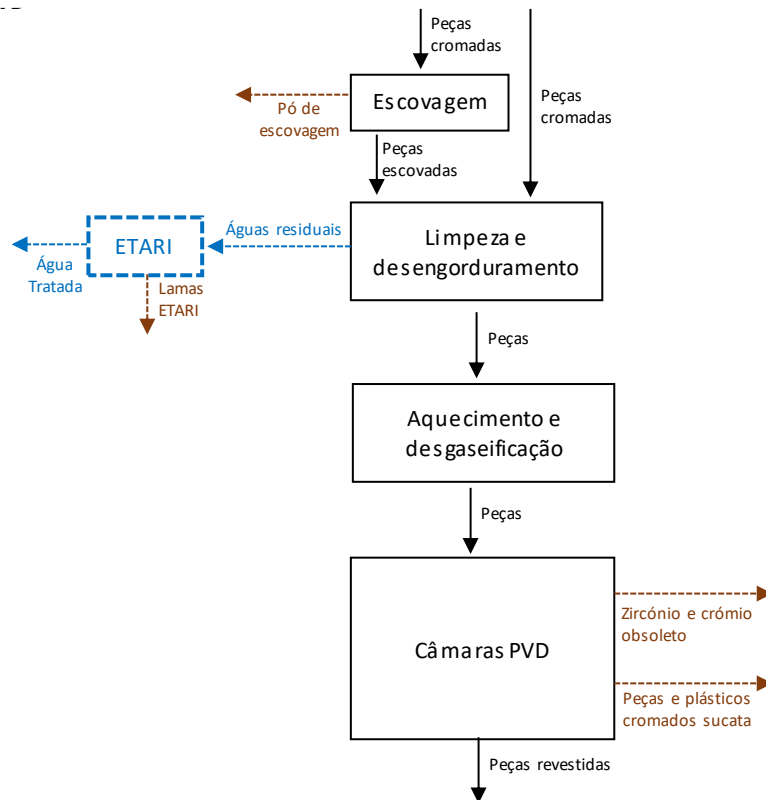 Peças
cromadas
Escovagem
Peças
cromadas
Pó de
escovagem
Peças
escovadas
Limpeza e
desengorduramento
Águas residuais
ETARI
Água
Tratada
Lamas
ETARI
Peças
Aquecimento e
desgaseificação
Peças
Câmaras PVD
Zircónio e crómio
obsoleto
Peças e plásticos
cromados sucata
Peças revestidas